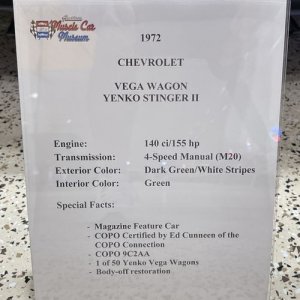 Muscle Car
Museum
1972
CHEVROLET
VEGA WAGON
YENKO STINGER II
Engine: 140 ci/155 hp
Transmission: 4-Speed Manual (M20)
Exterior Color: Dark Green/White Stripes
Interior Color: Green
Special Facts:
- Magazine Feature Car
- COPO Certified by Ed Cunneen of the
COPO Connection
- COPO 9C2AA
- 1 of 50 Yenko Vega Wagons
- Body-off restoration